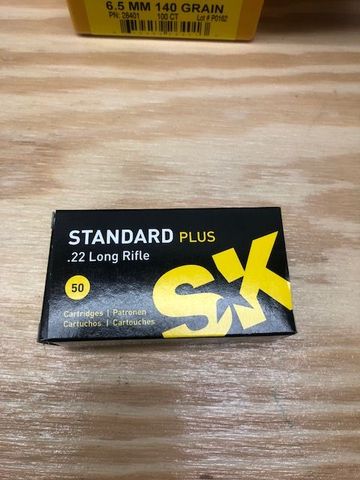 6.5 MM 140 GRAIN
PN: 26401 100 CT Lot # P0162
STANDARD PLUS
.22 Long Rifle
50
SK
Cartridges | Patronen
Cartuchos | Cartouches